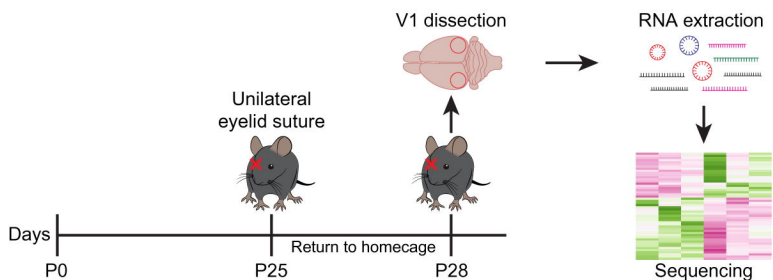 V1 dissection
RNA extraction
Unilateral
eyelid suture
Days
Return to homecage
P0
P25
P28
Sequencing